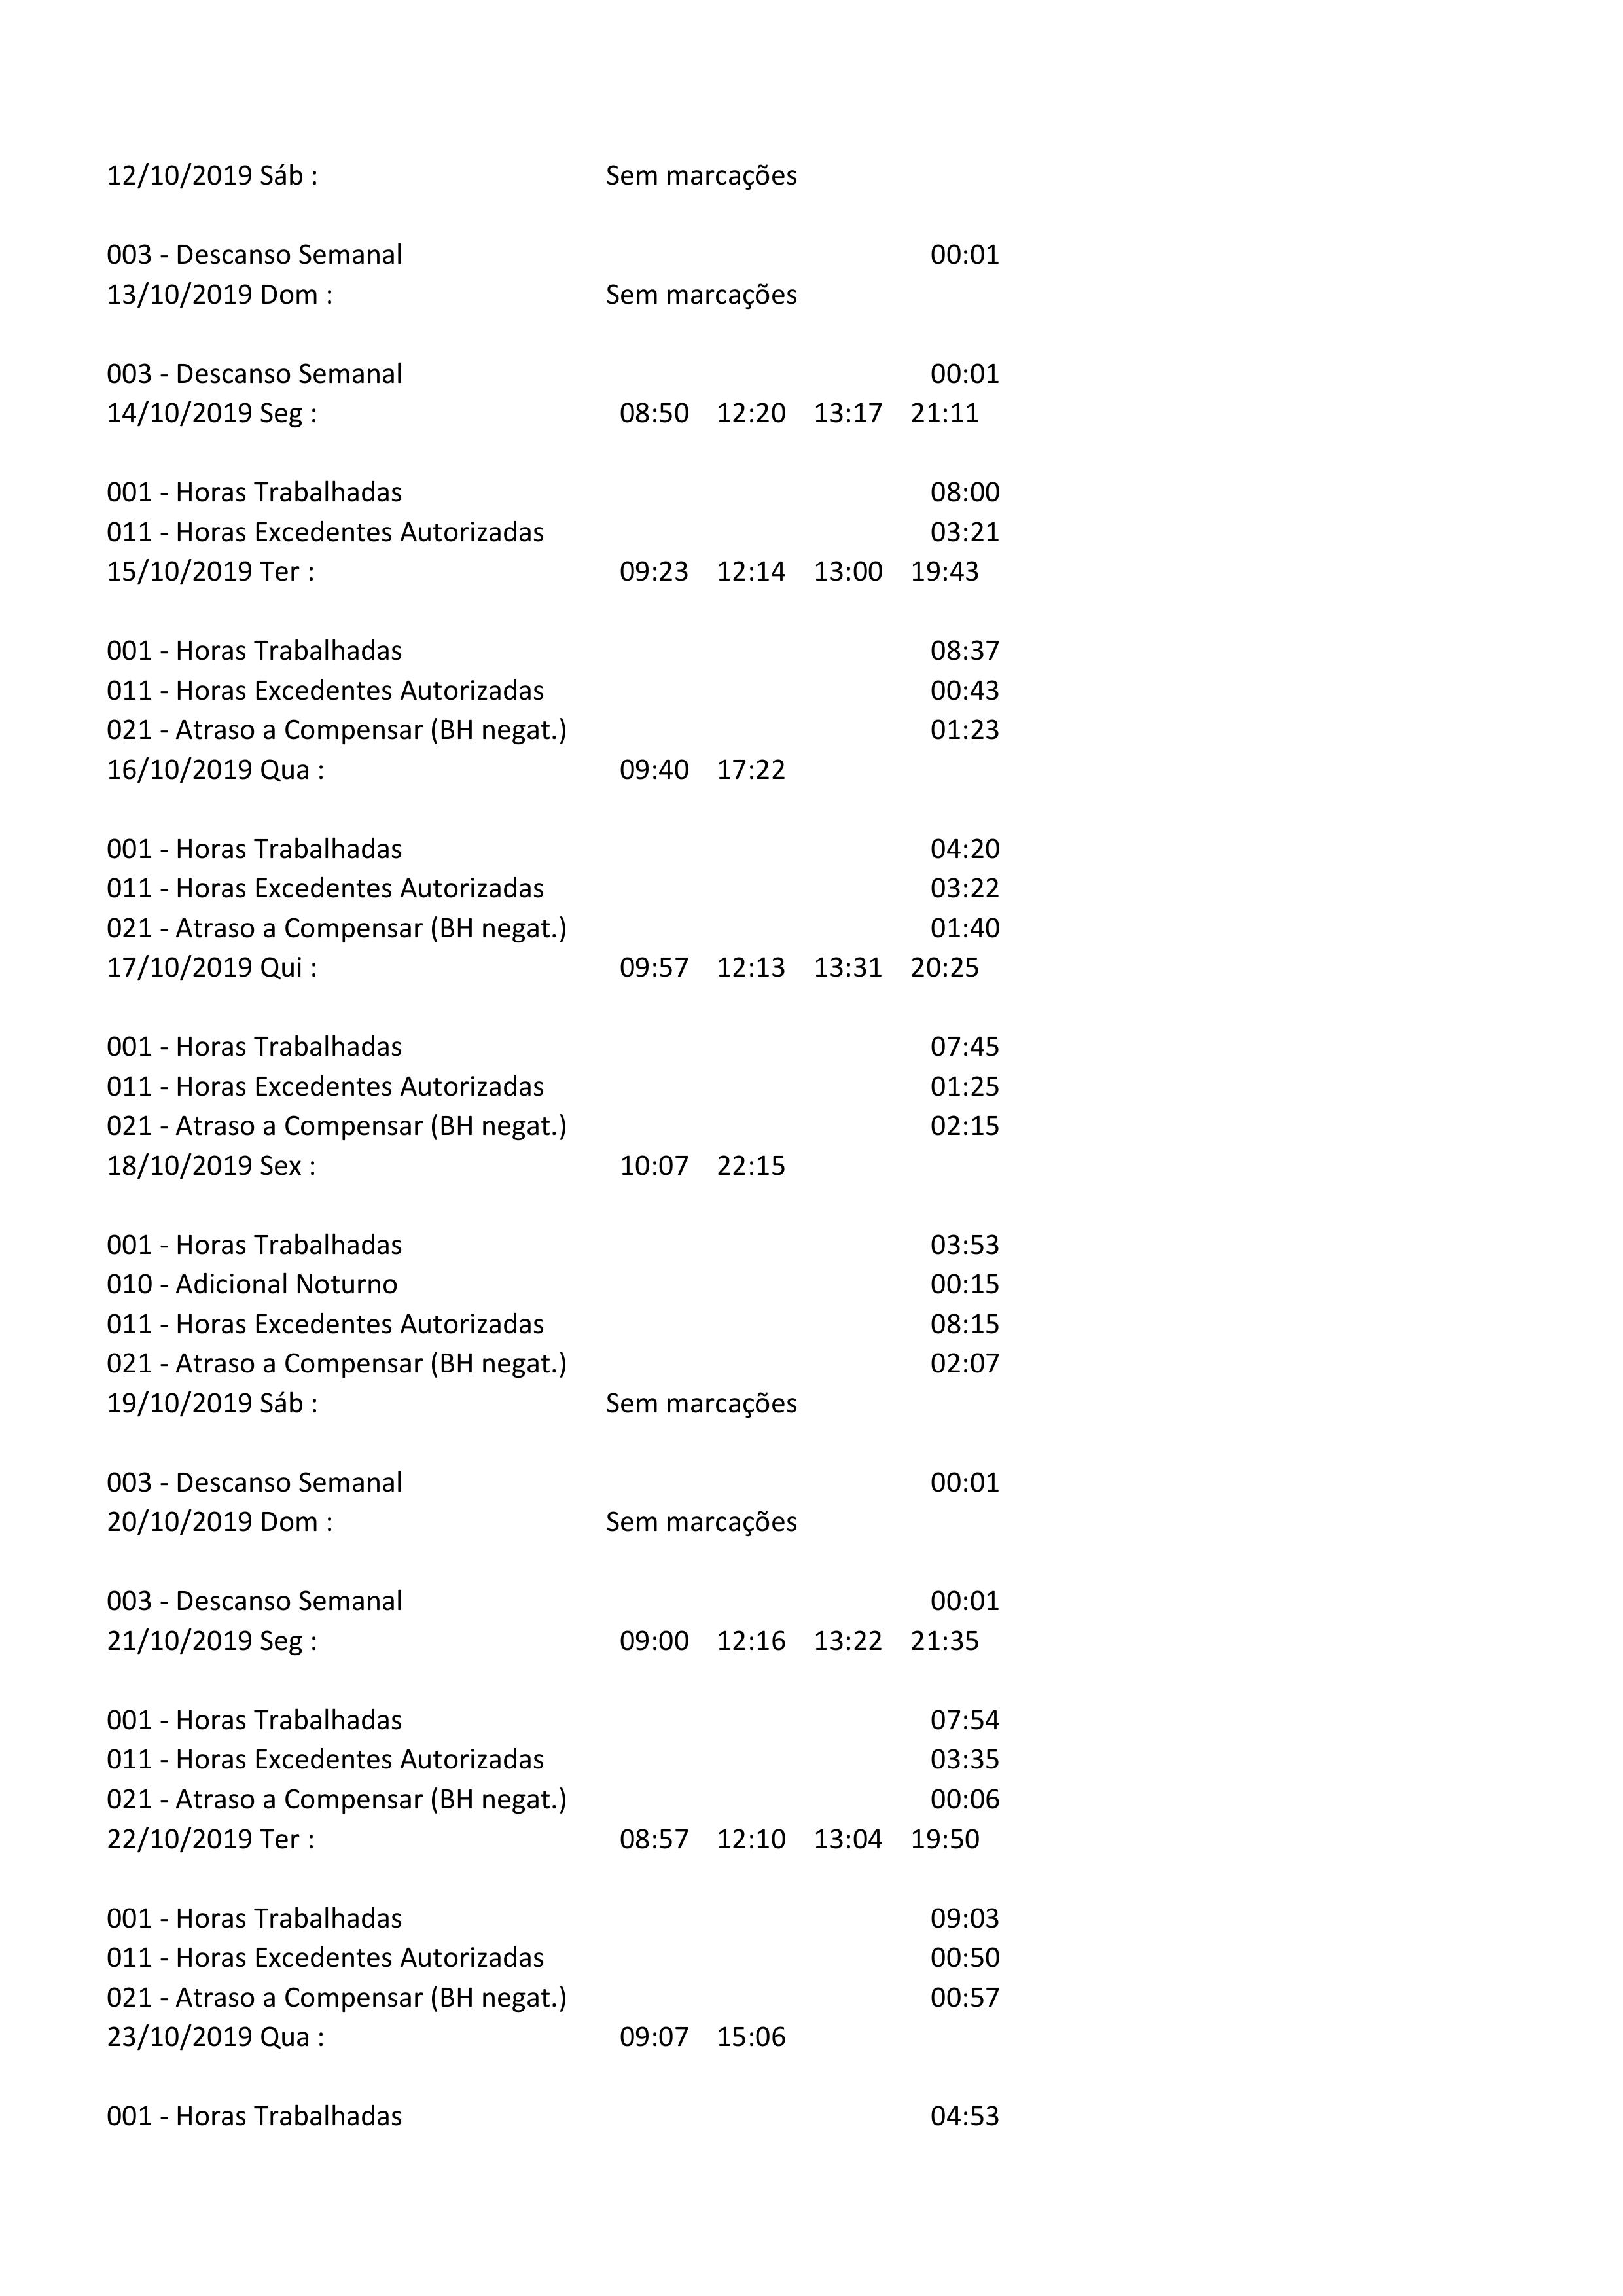 12/10/2019 Sáb : Sem marcações
003 - Descanso Semanal 00:01
13/10/2019 Dom : Sem marcações
003 - Descanso Semanal 00:01
14/10/2019 Seg : 08:50 12:20 13:17 21:11
001 - Horas Trabalhadas 08:00
011 - Horas Excedentes Autorizadas 03:21
15/10/2019 Ter : 09:23 12:14 13:00 19:43
001 - Horas Trabalhadas 08:37
011 - Horas Excedentes Autorizadas 00:43
021 - Atraso a Compensar (BH negat.) 01:23
16/10/2019 Qua : 09:40 17:22
001 - Horas Trabalhadas 04:20
011 - Horas Excedentes Autorizadas 03:22
021 - Atraso a Compensar (BH negat.) 01:40
17/10/2019 Qui : 09:57 12:13 13:31 20:25
001 - Horas Trabalhadas 07:45
011 - Horas Excedentes Autorizadas 01:25
021 - Atraso a Compensar (BH negat.) 02:15
18/10/2019 Sex : 10:07 22:15
001 - Horas Trabalhadas 03:53
010 - Adicional Noturno 00:15
011 - Horas Excedentes Autorizadas 08:15
021 - Atraso a Compensar (BH negat.) 02:07
19/10/2019 Sáb : Sem marcações
003 - Descanso Semanal 00:01
20/10/2019 Dom : Sem marcações
003 - Descanso Semanal 00:01
21/10/2019 Seg : 09:00 12:16 13:22 21:35
001 - Horas Trabalhadas 07:54
011 - Horas Excedentes Autorizadas 03:35
021 - Atraso a Compensar (BH negat.) 00:06
22/10/2019 Ter : 08:57 12:10 13:04 19:50
001 - Horas Trabalhadas 09:03
011 - Horas Excedentes Autorizadas 00:50
021 - Atraso a Compensar (BH negat.) 00:57
23/10/2019 Qua : 09:07 15:06
001 - Horas Trabalhadas 04:53